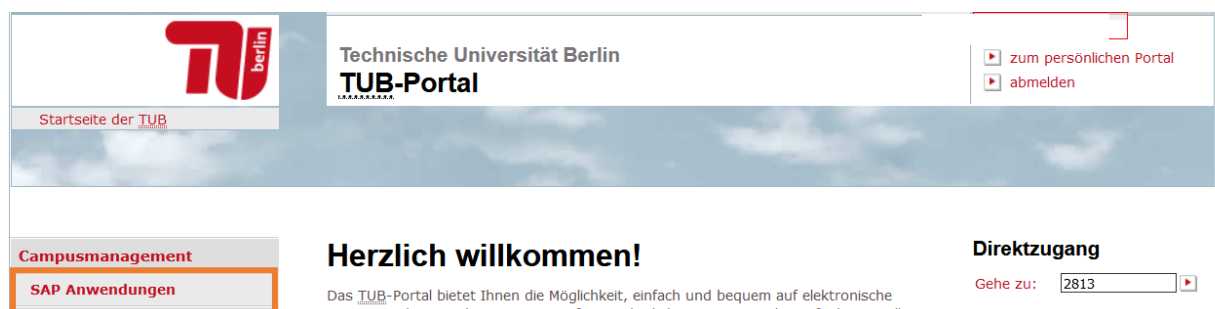 berlin
Technische Universität Berlin
TUB-Portal
zum persönlichen Portal
abmelden
Startseite der TUB
Campusmanagement
SAP Anwendungen
Herzlich willkommen!
Das TUB-Portal bietet Ihnen die Möglichkeit, einfach und bequem auf elektronische
Direktzugang
Gehe zu: 2813